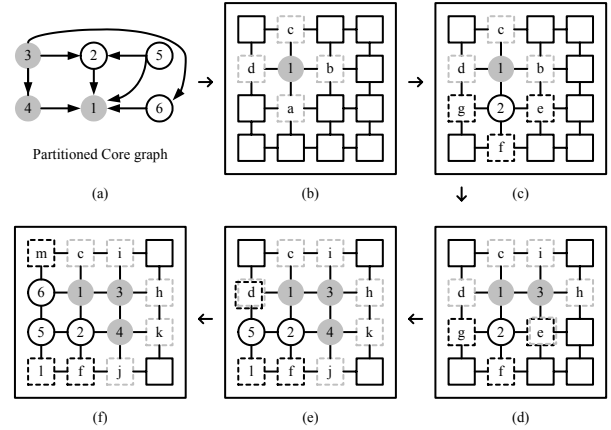 3 2 5
4 1 6
Partitioned Core graph
(a)
c
d 1 b
a
(b)
c
d 1 b
g 2 e
f
(c)
m c i
6 1 3 h
5 2 4 k
l f j
(f)
c i
d 1 3 h
5 2 4 k
l f j
(e)
c i
d 1 3 h
g 2 e
f
(d)